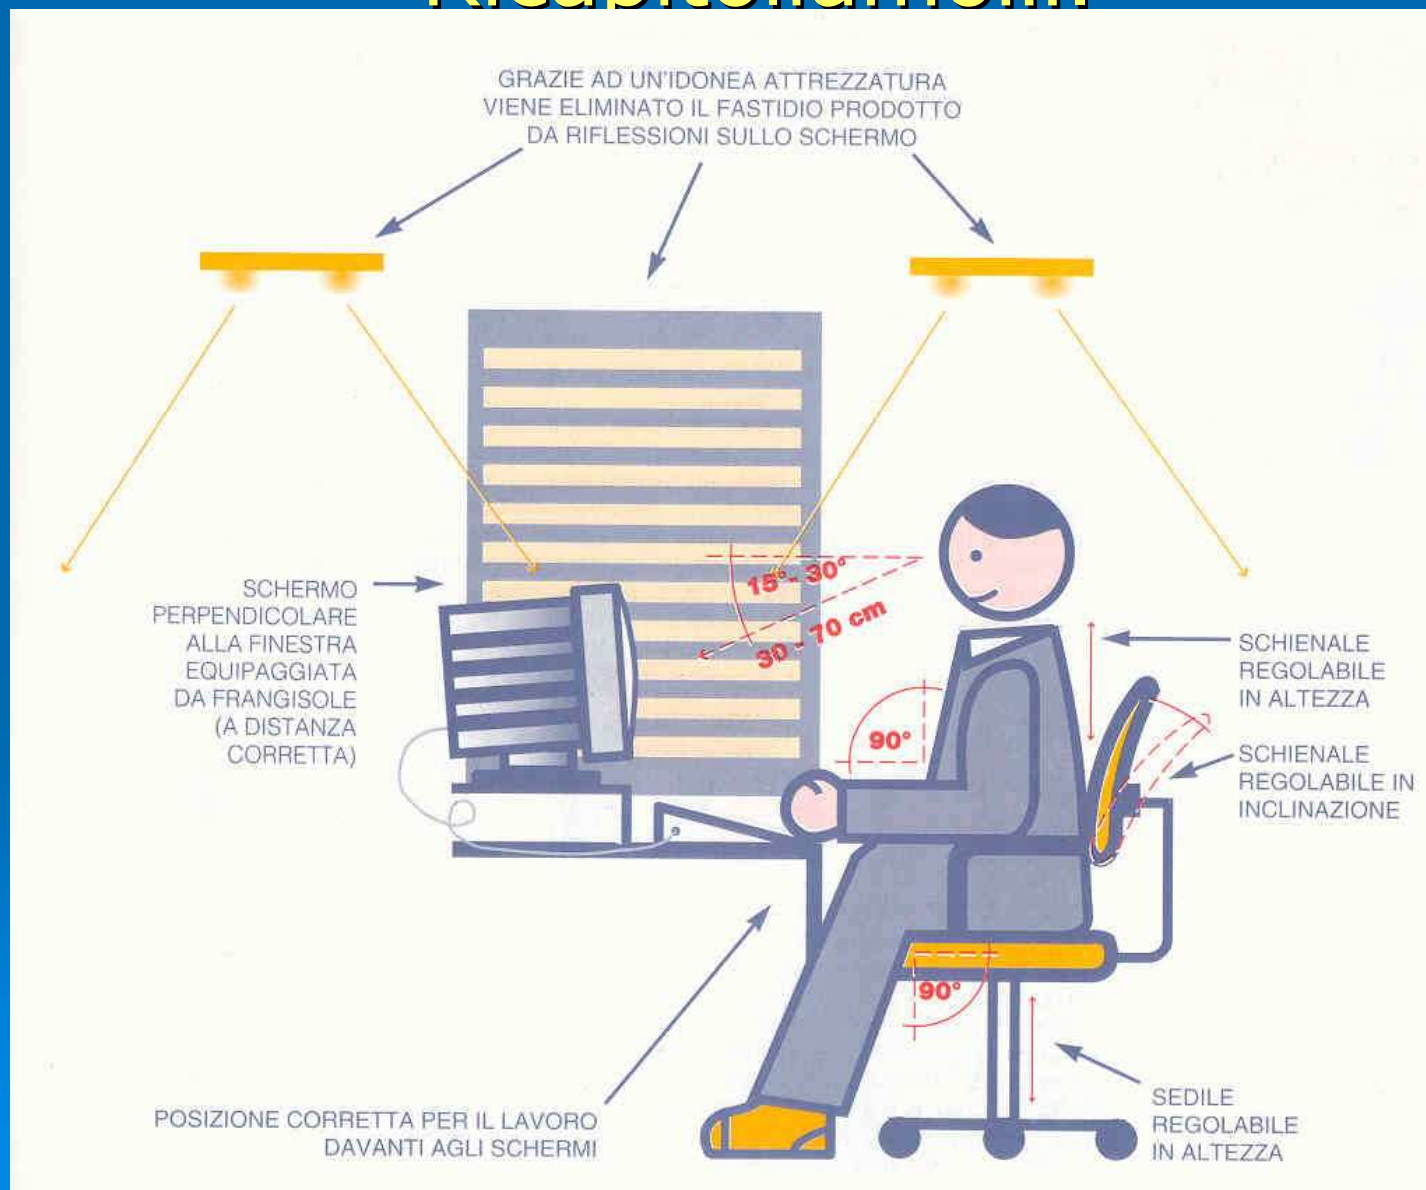 GRAZIE AD UN'IDONEA ATTREZZATURA
VIENE ELIMINATO IL FASTIDIO PRODOTTO
DA RIFLESSIONI SULLO SCHERMO
15° - 30°
30 - 70 cm
SCHERMO
PERPENDICOLARE
ALLA FINESTRA
EQUIPAGGIATA
DA FRANGISOLE
(A DISTANZA
CORRETTA)
SCHIENALE
REGOLABILE
IN ALTEZZA
90°
SCHIENALE
REGOLABILE IN
INCLINAZIONE
90°
POSIZIONE CORRETTA PER IL LAVORO
DAVANTI AGLI SCHERMI
SEDILE
REGOLABILE
IN ALTEZZA